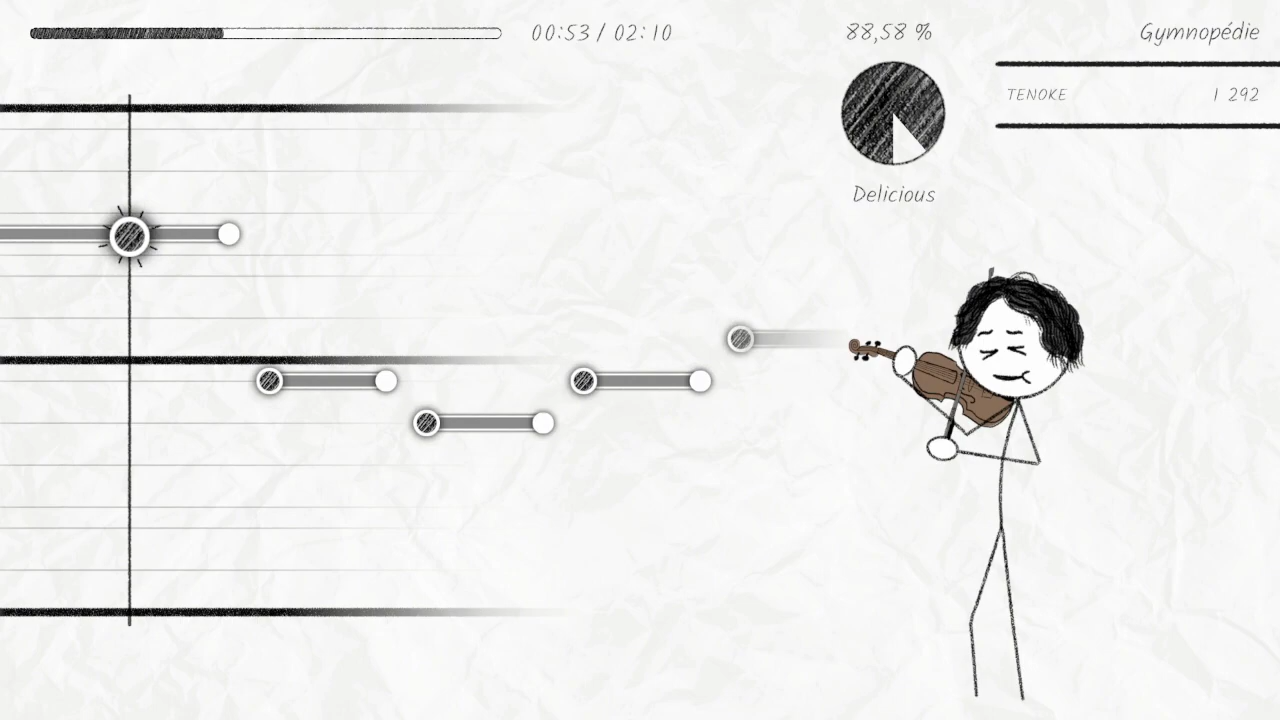 00:53 / 02:10
88,58 %
Gymnopédie
TENOKE 1 292
Delicious